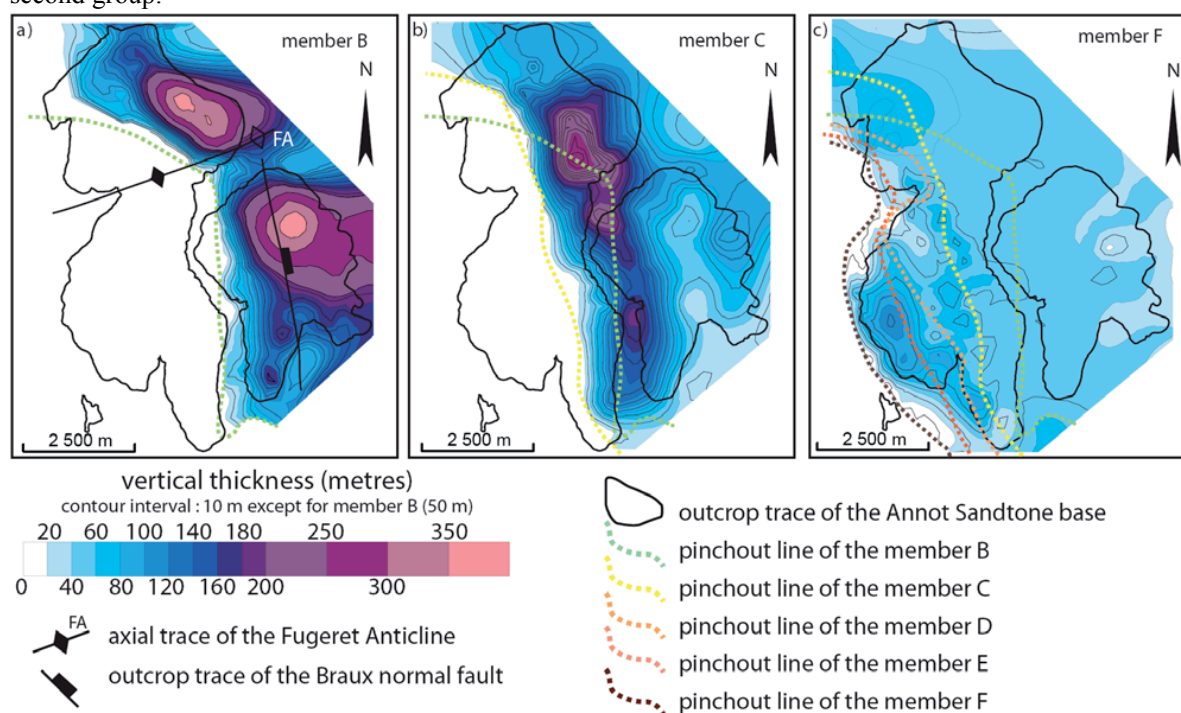 second group.
a) member B
N
FA
2 500 m
b) member C
N
2 500 m
c) member F
N
2 500 m
vertical thickness (metres)
contour interval : 10 m except for member B (50 m)
20 60 100 140 180 250 350
0 40 80 120 160 200 300
FA
axial trace of the Fugeret Anticline
outcrop trace of the Braux normal fault
outcrop trace of the Annot Sandtone base
pinchout line of the member B
pinchout line of the member C
pinchout line of the member D
pinchout line of the member E
pinchout line of the member F